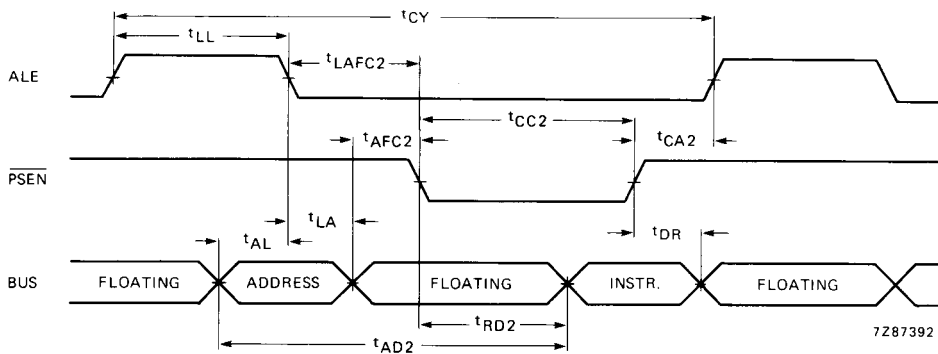 tCY
tLL
tLAFC2
ALE
tCC2
tAFC2
tCA2
PSEN
tLA
tAL
tDR
BUS
FLOATING
ADDRESS
FLOATING
INSTR.
FLOATING
tRD2
tAD2
7Z87392